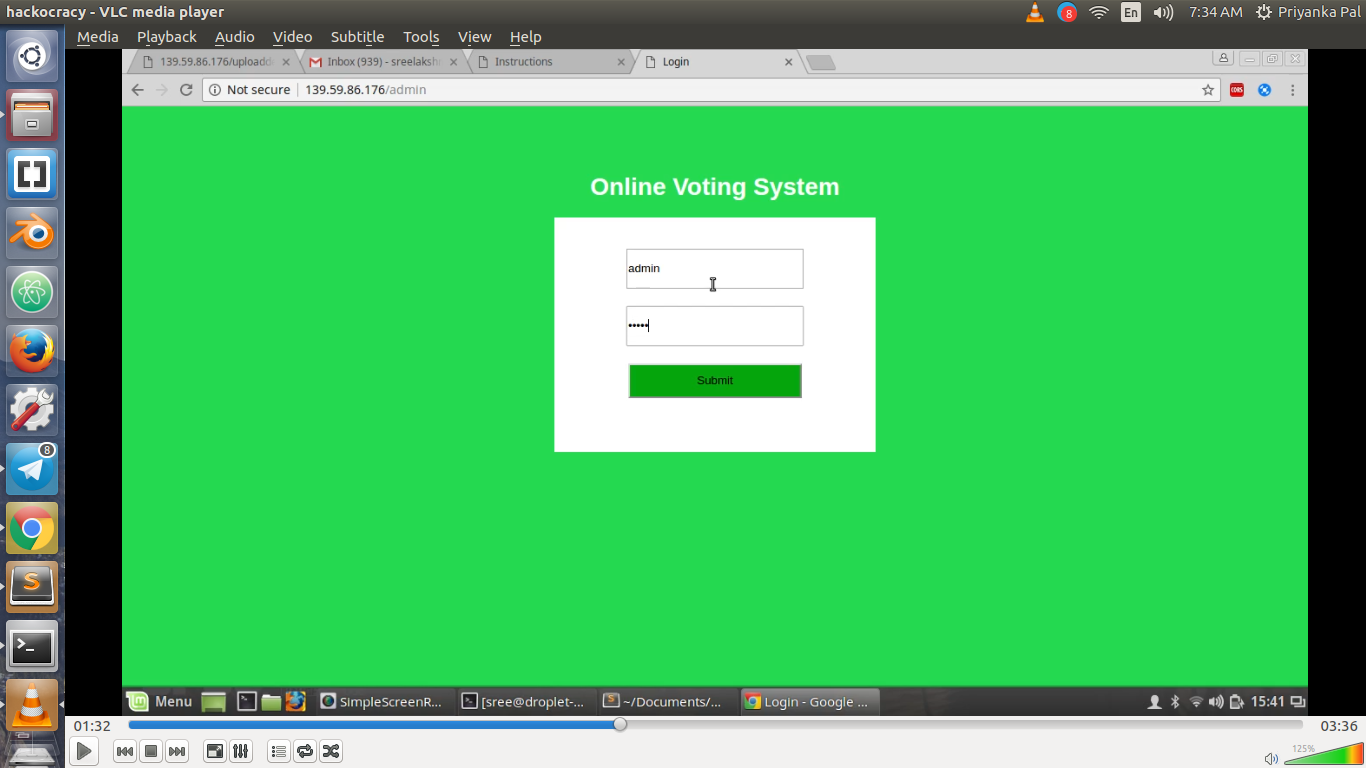 hackocracy - VLC media player
8
En
7:34 AM
Priyanka Pal
Media Playback Audio Video Subtitle Tools View Help
139.59.86.176/upload
Inbox (939) - sreelaksh
Instructions
Login
Not secure
139.59.86.176/admin
CORS
Online Voting System
admin
•••••
Submit
8
S
Menu
SimpleScreenR...
[sree@droplet-...
~/Documents/...
Login - Google ...
15:41
01:32
03:36
125%